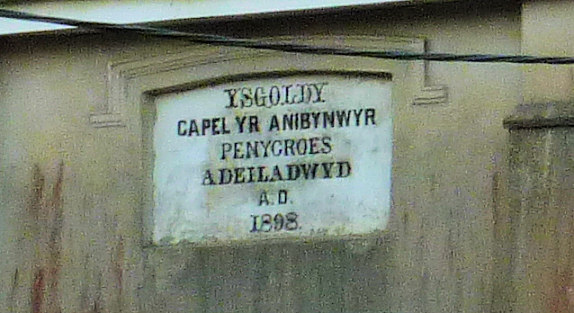 YSGOLDY
CAPEL YR ANIBYNWYR
PENYGROES
ADEILADWYD
A.D.
1898.